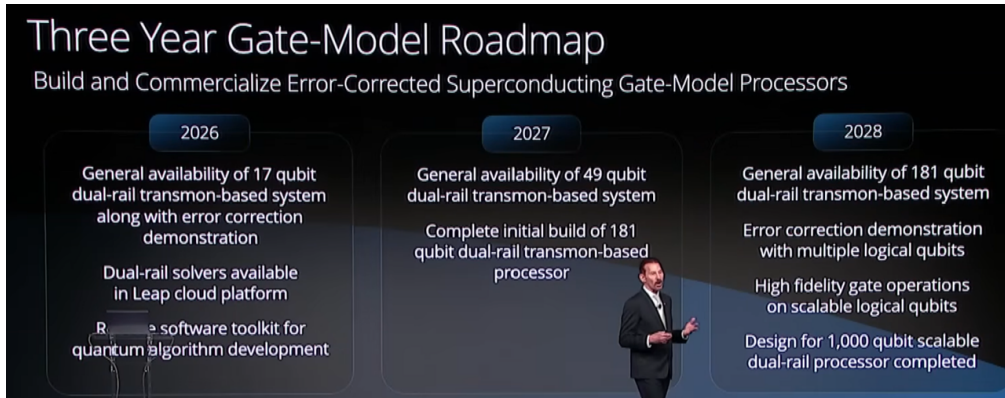 Three Year Gate-Model Roadmap
Build and Commercialize Error-Corrected Superconducting Gate-Model Processors
2026
General availability of 17 qubit
dual-rail transmon-based system
along with error correction
demonstration
Dual-rail solvers available
in Leap cloud platform
software toolkit for
quantum algorithm development
2027
General availability of 49 qubit
dual-rail transmon-based system
Complete initial build of 181
qubit dual-rail transmon-based
processor
2028
General availability of 181 qubit
dual-rail transmon-based system
Error correction demonstration
with multiple logical qubits
High fidelity gate operations
on scalable logical qubits
Design for 1,000 qubit scalable
dual-rail processor completed